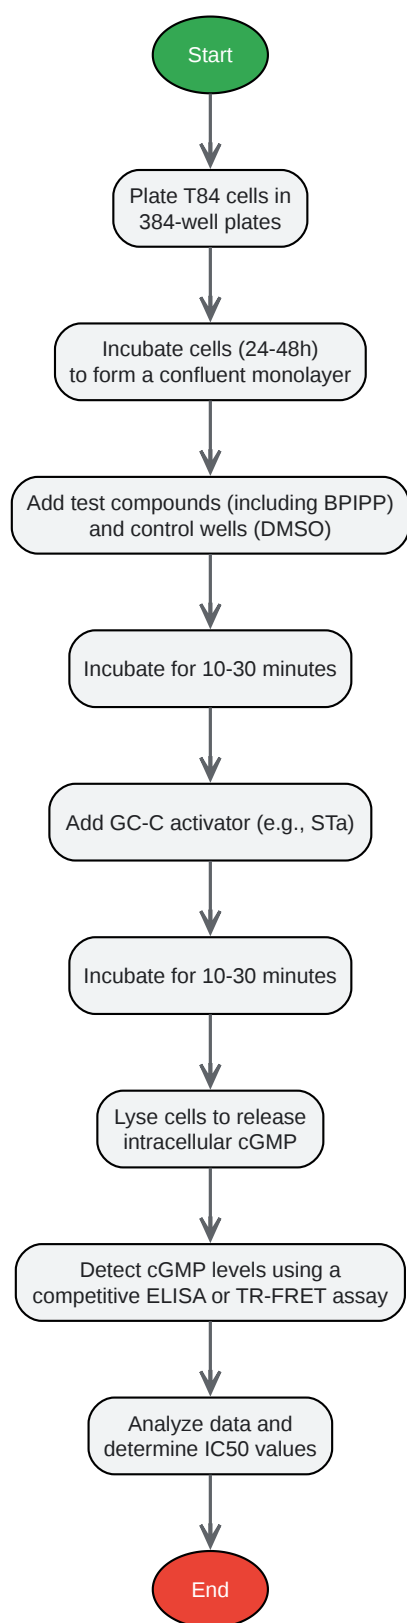 Start
Plate T84 cells in
384-well plates
Incubate cells (24-48h)
to form a confluent monolayer
Add test compounds (including BPIPP)
and control wells (DMSO)
Incubate for 10-30 minutes
Add GC-C activator (e.g., STa)
Incubate for 10-30 minutes
Lyse cells to release
intracellular cGMP
Detect cGMP levels using a
competitive ELISA or TR-FRET assay
Analyze data and
determine IC50 values
End